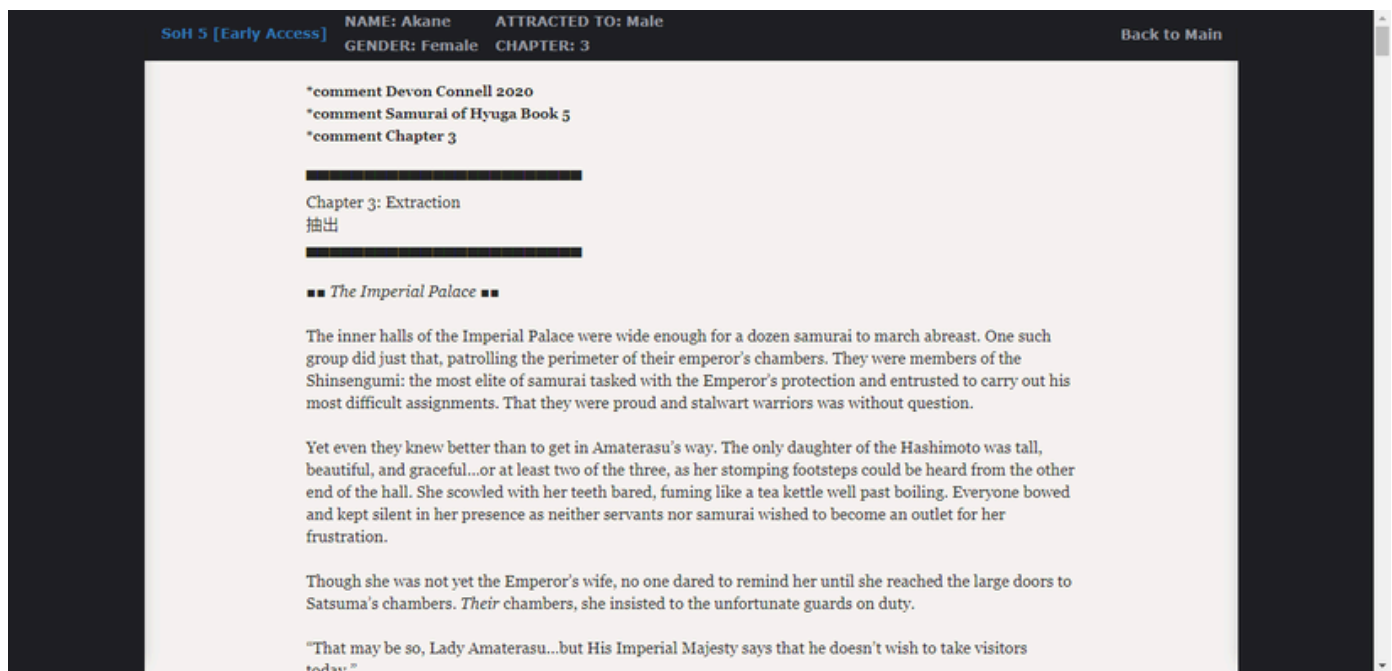 SoH 5 [Early Access]
NAME: Akane
ATTRACTED TO: Male
GENDER: Female
CHAPTER: 3
Back to Main
*comment Devon Connell 2020
*comment Samurai of Hyuga Book 5
*comment Chapter 3
Chapter 3: Extraction
抽出
■■ The Imperial Palace ■■
The inner halls of the Imperial Palace were wide enough for a dozen samurai to march abreast. One such
group did just that, patrolling the perimeter of their emperor’s chambers. They were members of the
Shinsengumi: the most elite of samurai tasked with the Emperor’s protection and entrusted to carry out his
most difficult assignments. That they were proud and stalwart warriors was without question.
Yet even they knew better than to get in Amaterasu’s way. The only daughter of the Hashimoto was tall,
beautiful, and graceful...or at least two of the three, as her stomping footsteps could be heard from the other
end of the hall. She scowled with her teeth bared, fuming like a tea kettle well past boiling. Everyone bowed
and kept silent in her presence as neither servants nor samurai wished to become an outlet for her
frustration.
Though she was not yet the Emperor’s wife, no one dared to remind her until she reached the large doors to
Satsuma’s chambers. Their chambers, she insisted to the unfortunate guards on duty.
“That may be so, Lady Amaterasu...but His Imperial Majesty says that he doesn’t wish to take visitors
today.”